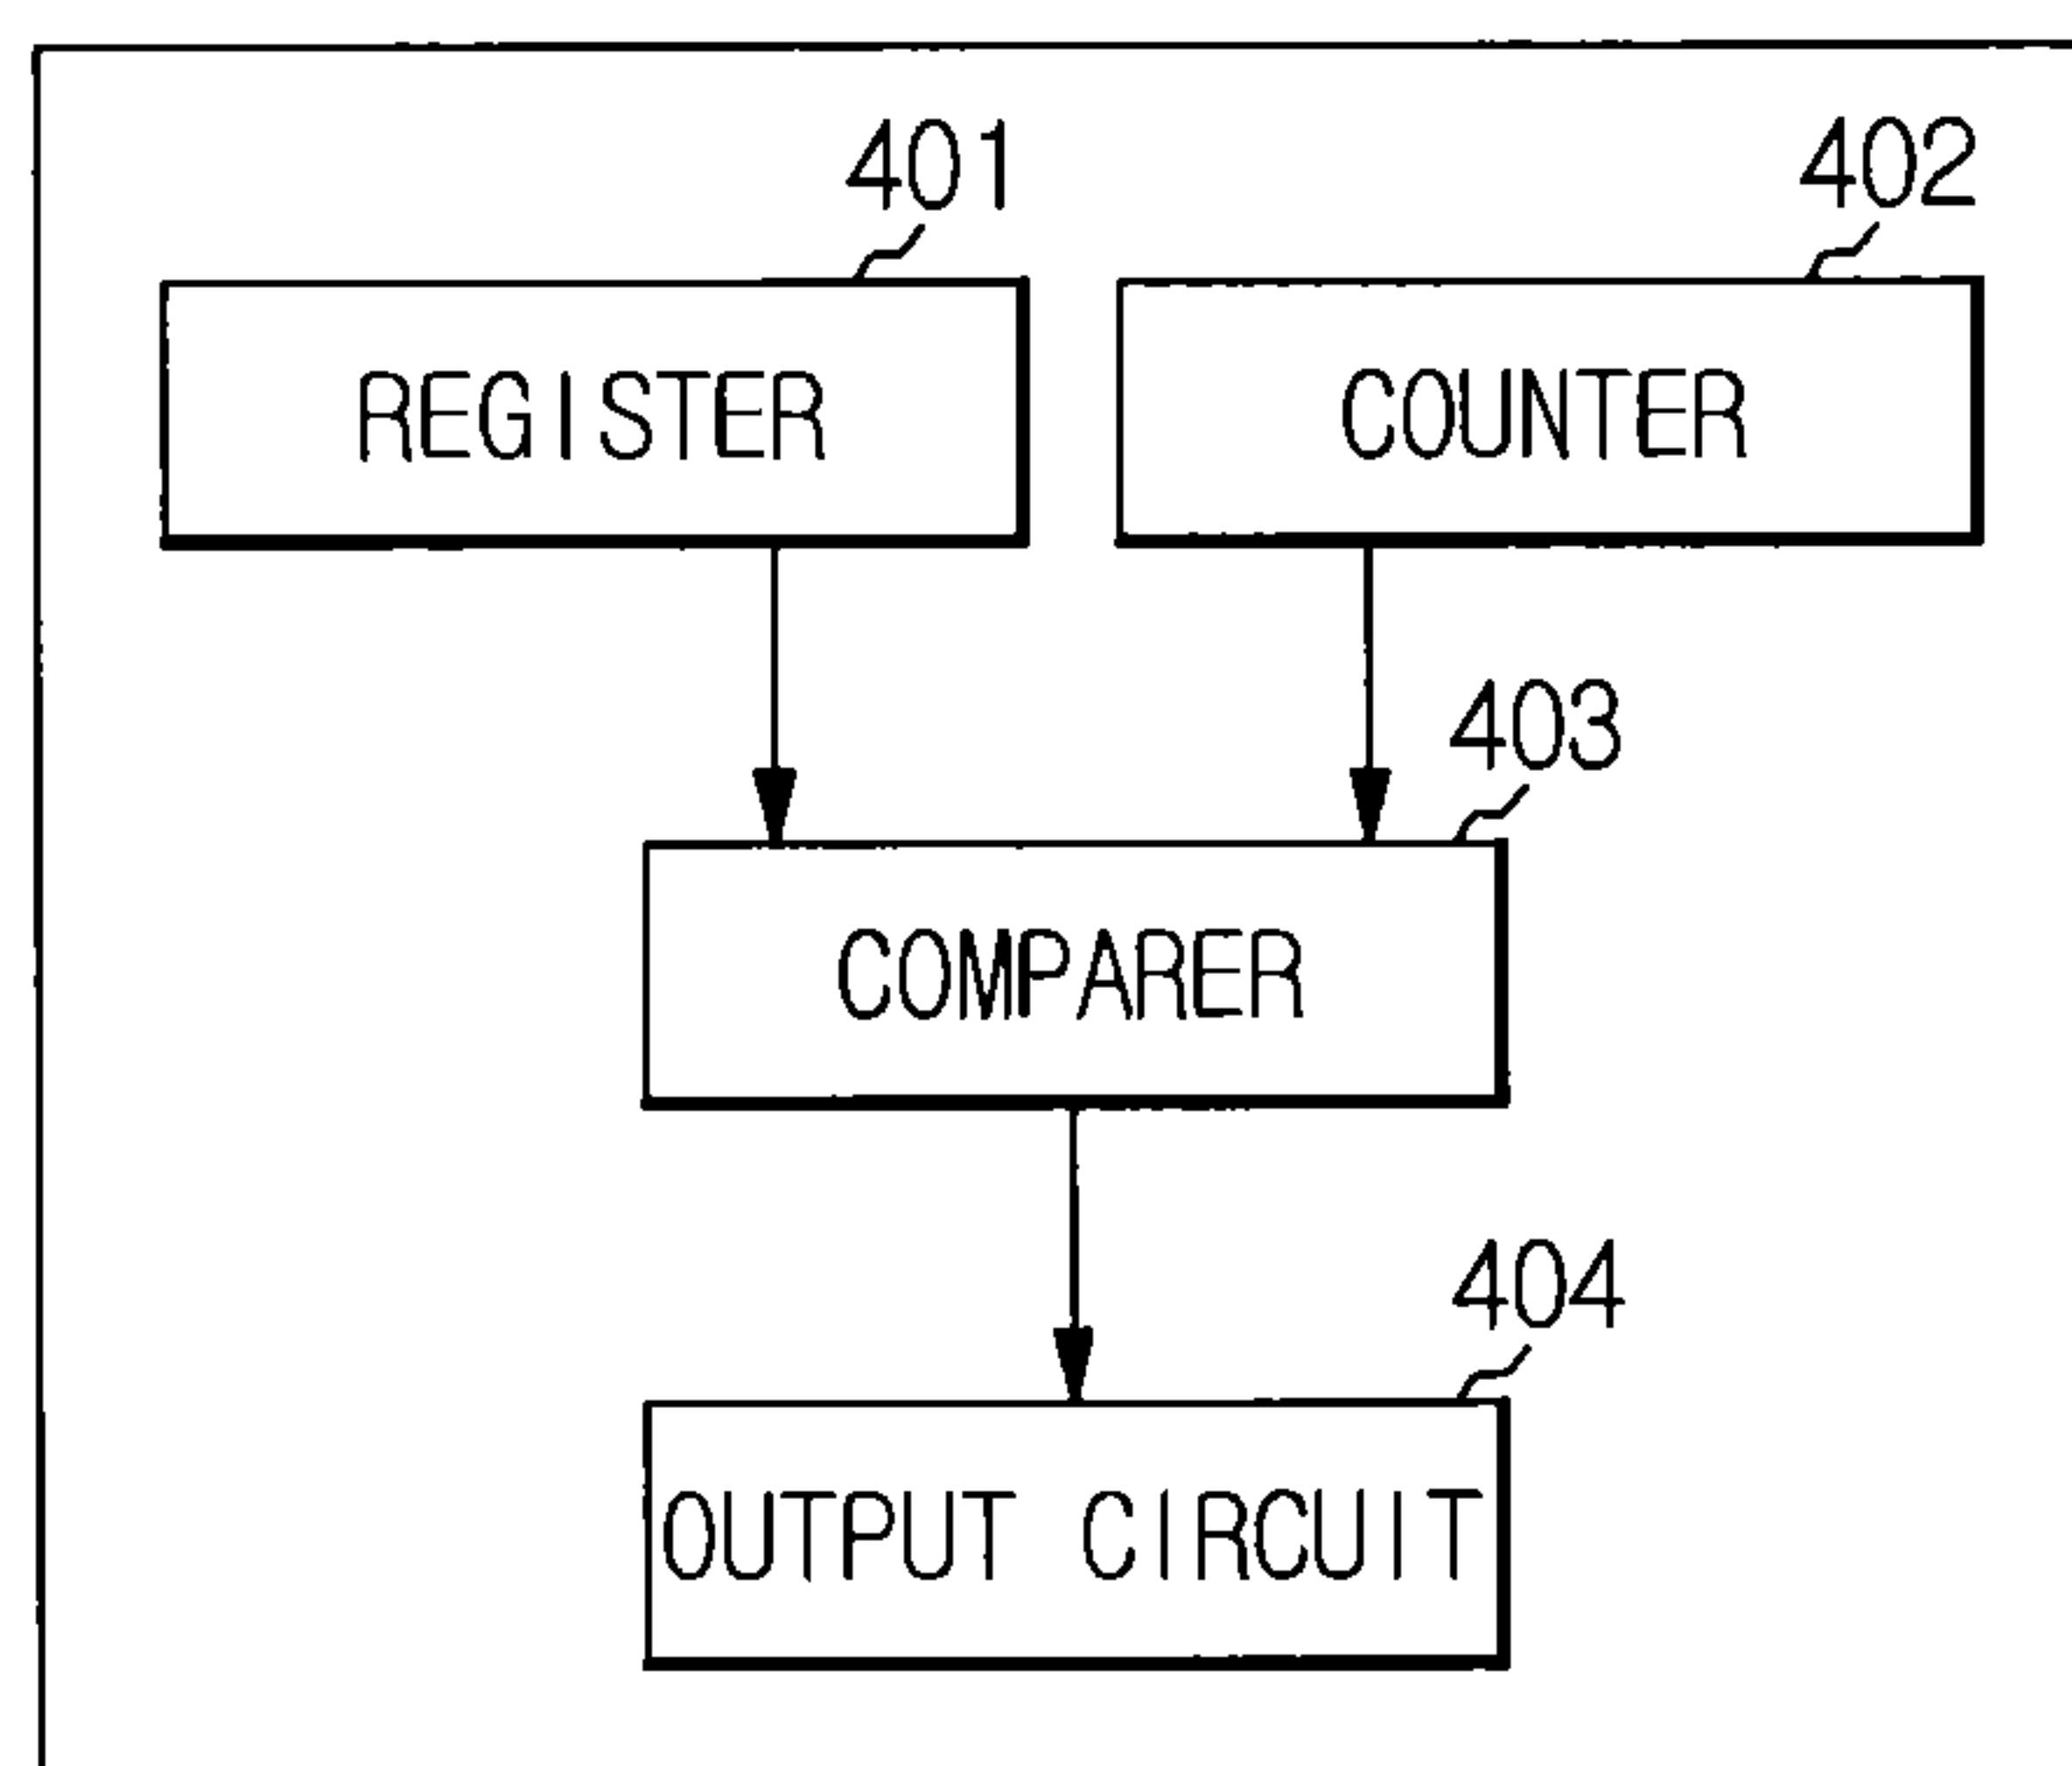 401
402
REGISTER
COUNTER
403
COMPARER
404
OUTPUT CIRCUIT